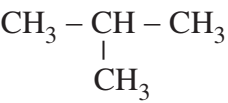 CH₃ – CH – CH₃
|
CH₃